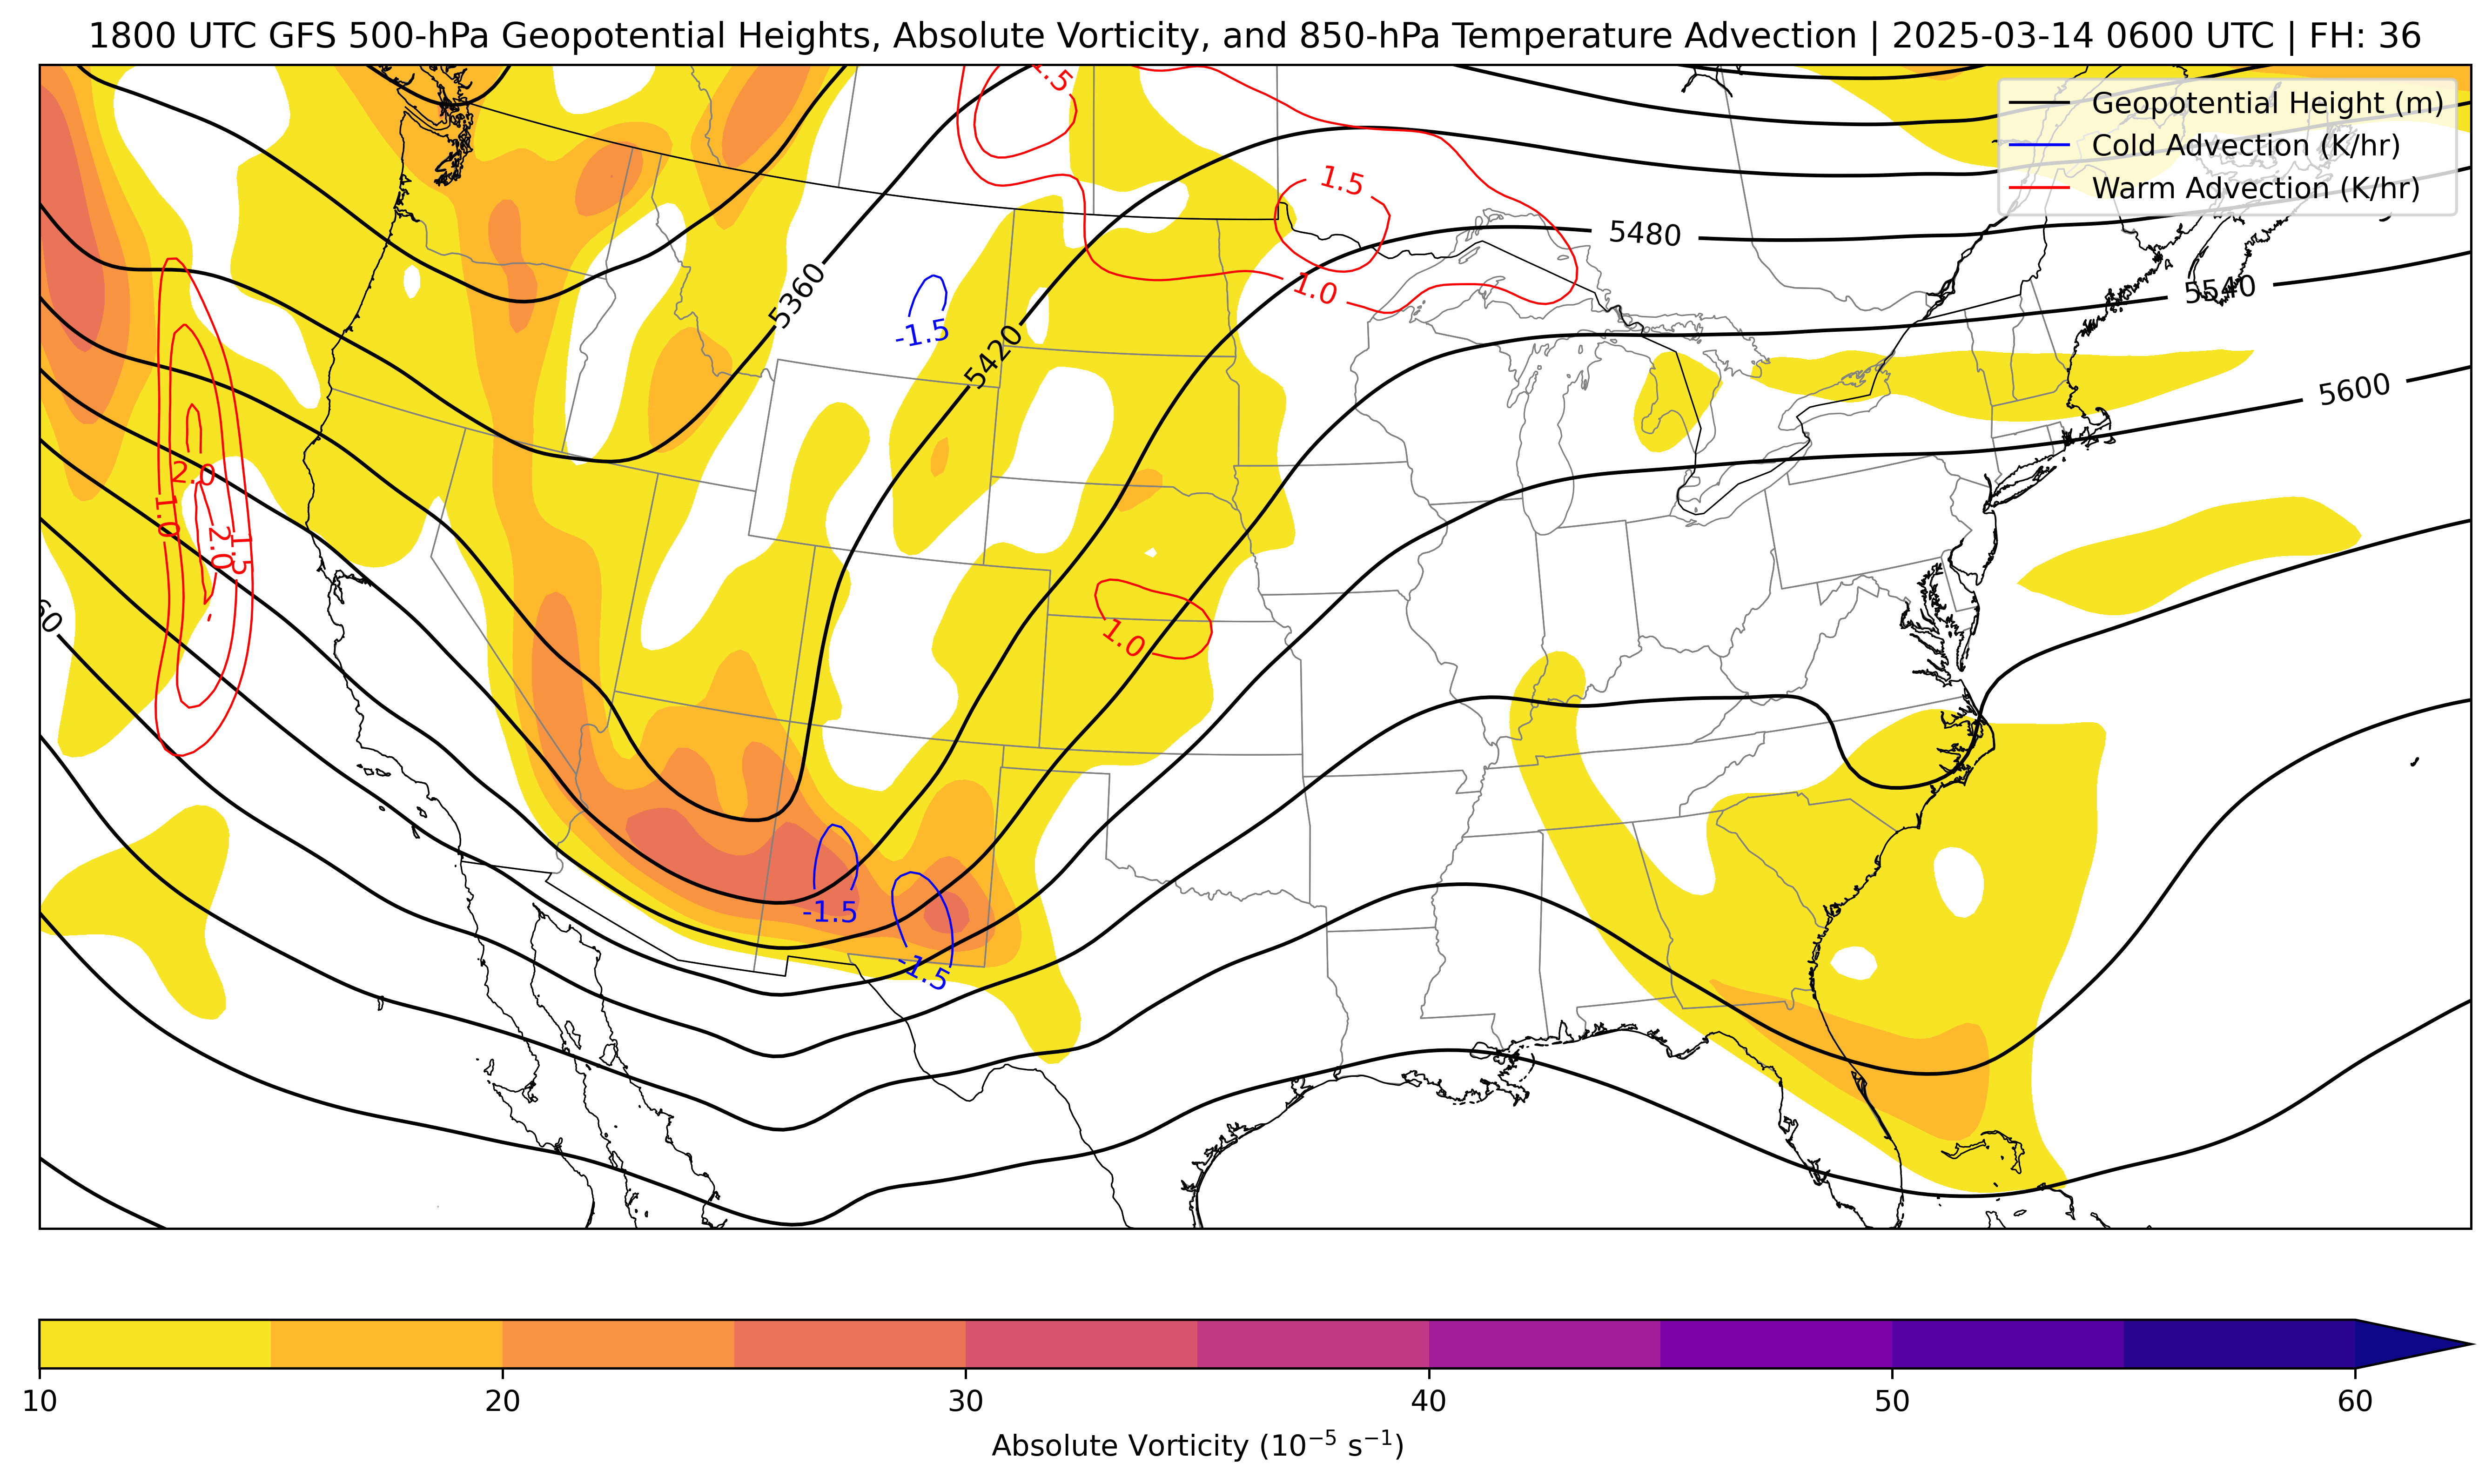 1800 UTC GFS 500-hPa Geopotential Heights, Absolute Vorticity, and 850-hPa Temperature Advection | 2025-03-14 0600 UTC | FH: 36
Geopotential Height (m)
Cold Advection (K/hr)
Warm Advection (K/hr)
1.5
1.5
5480
1.0
5540
5360
-1.5
5420
5600
2.0
1.0
2.0
1.5
60
1.0
-1.5
-1.5
10 20 30 40 50 60
Absolute Vorticity (10⁻⁵ s⁻¹)